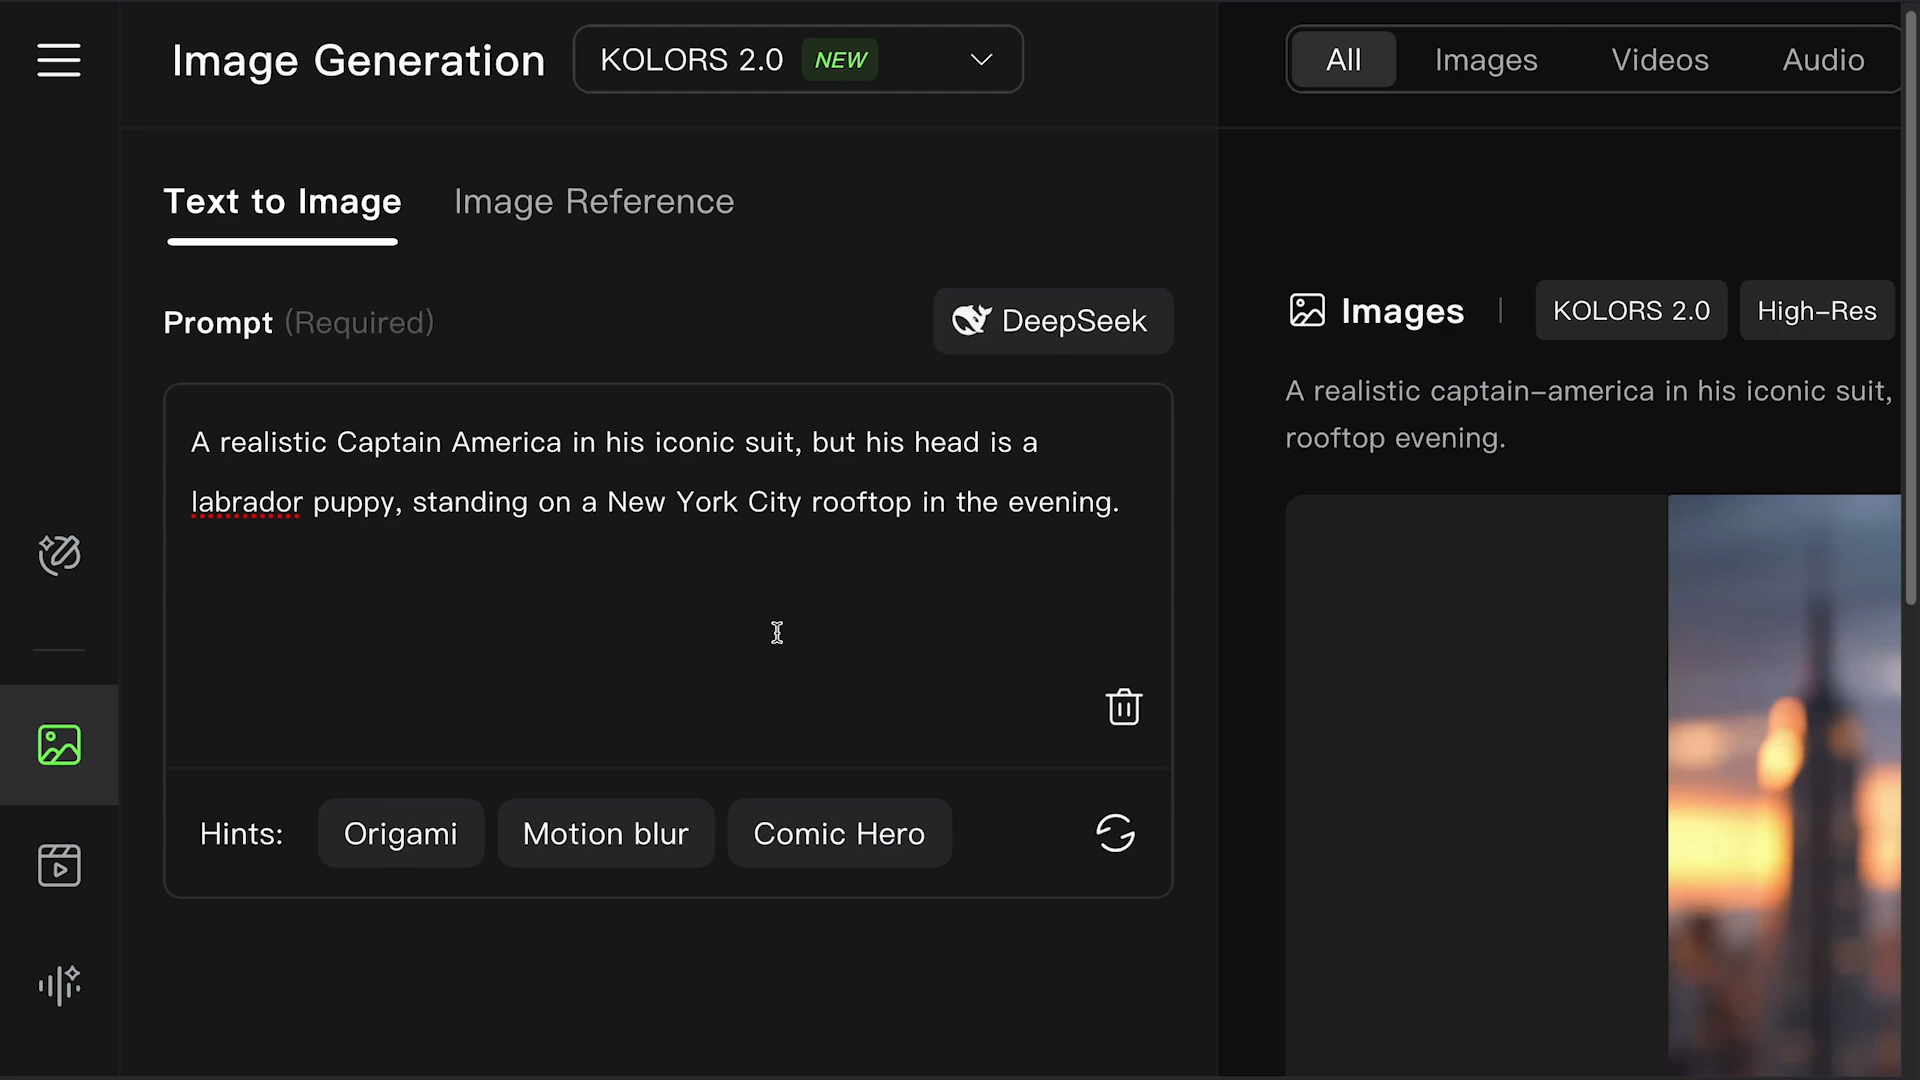 Image Generation
KOLORS 2.0 NEW
All Images Videos Audio
Text to Image Image Reference
Prompt (Required)
DeepSeek
A realistic Captain America in his iconic suit, but his head is a
labrador puppy, standing on a New York City rooftop in the evening.
Hints: Origami Motion blur Comic Hero
Images | KOLORS 2.0 High-Res
A realistic captain-america in his iconic suit,
rooftop evening.